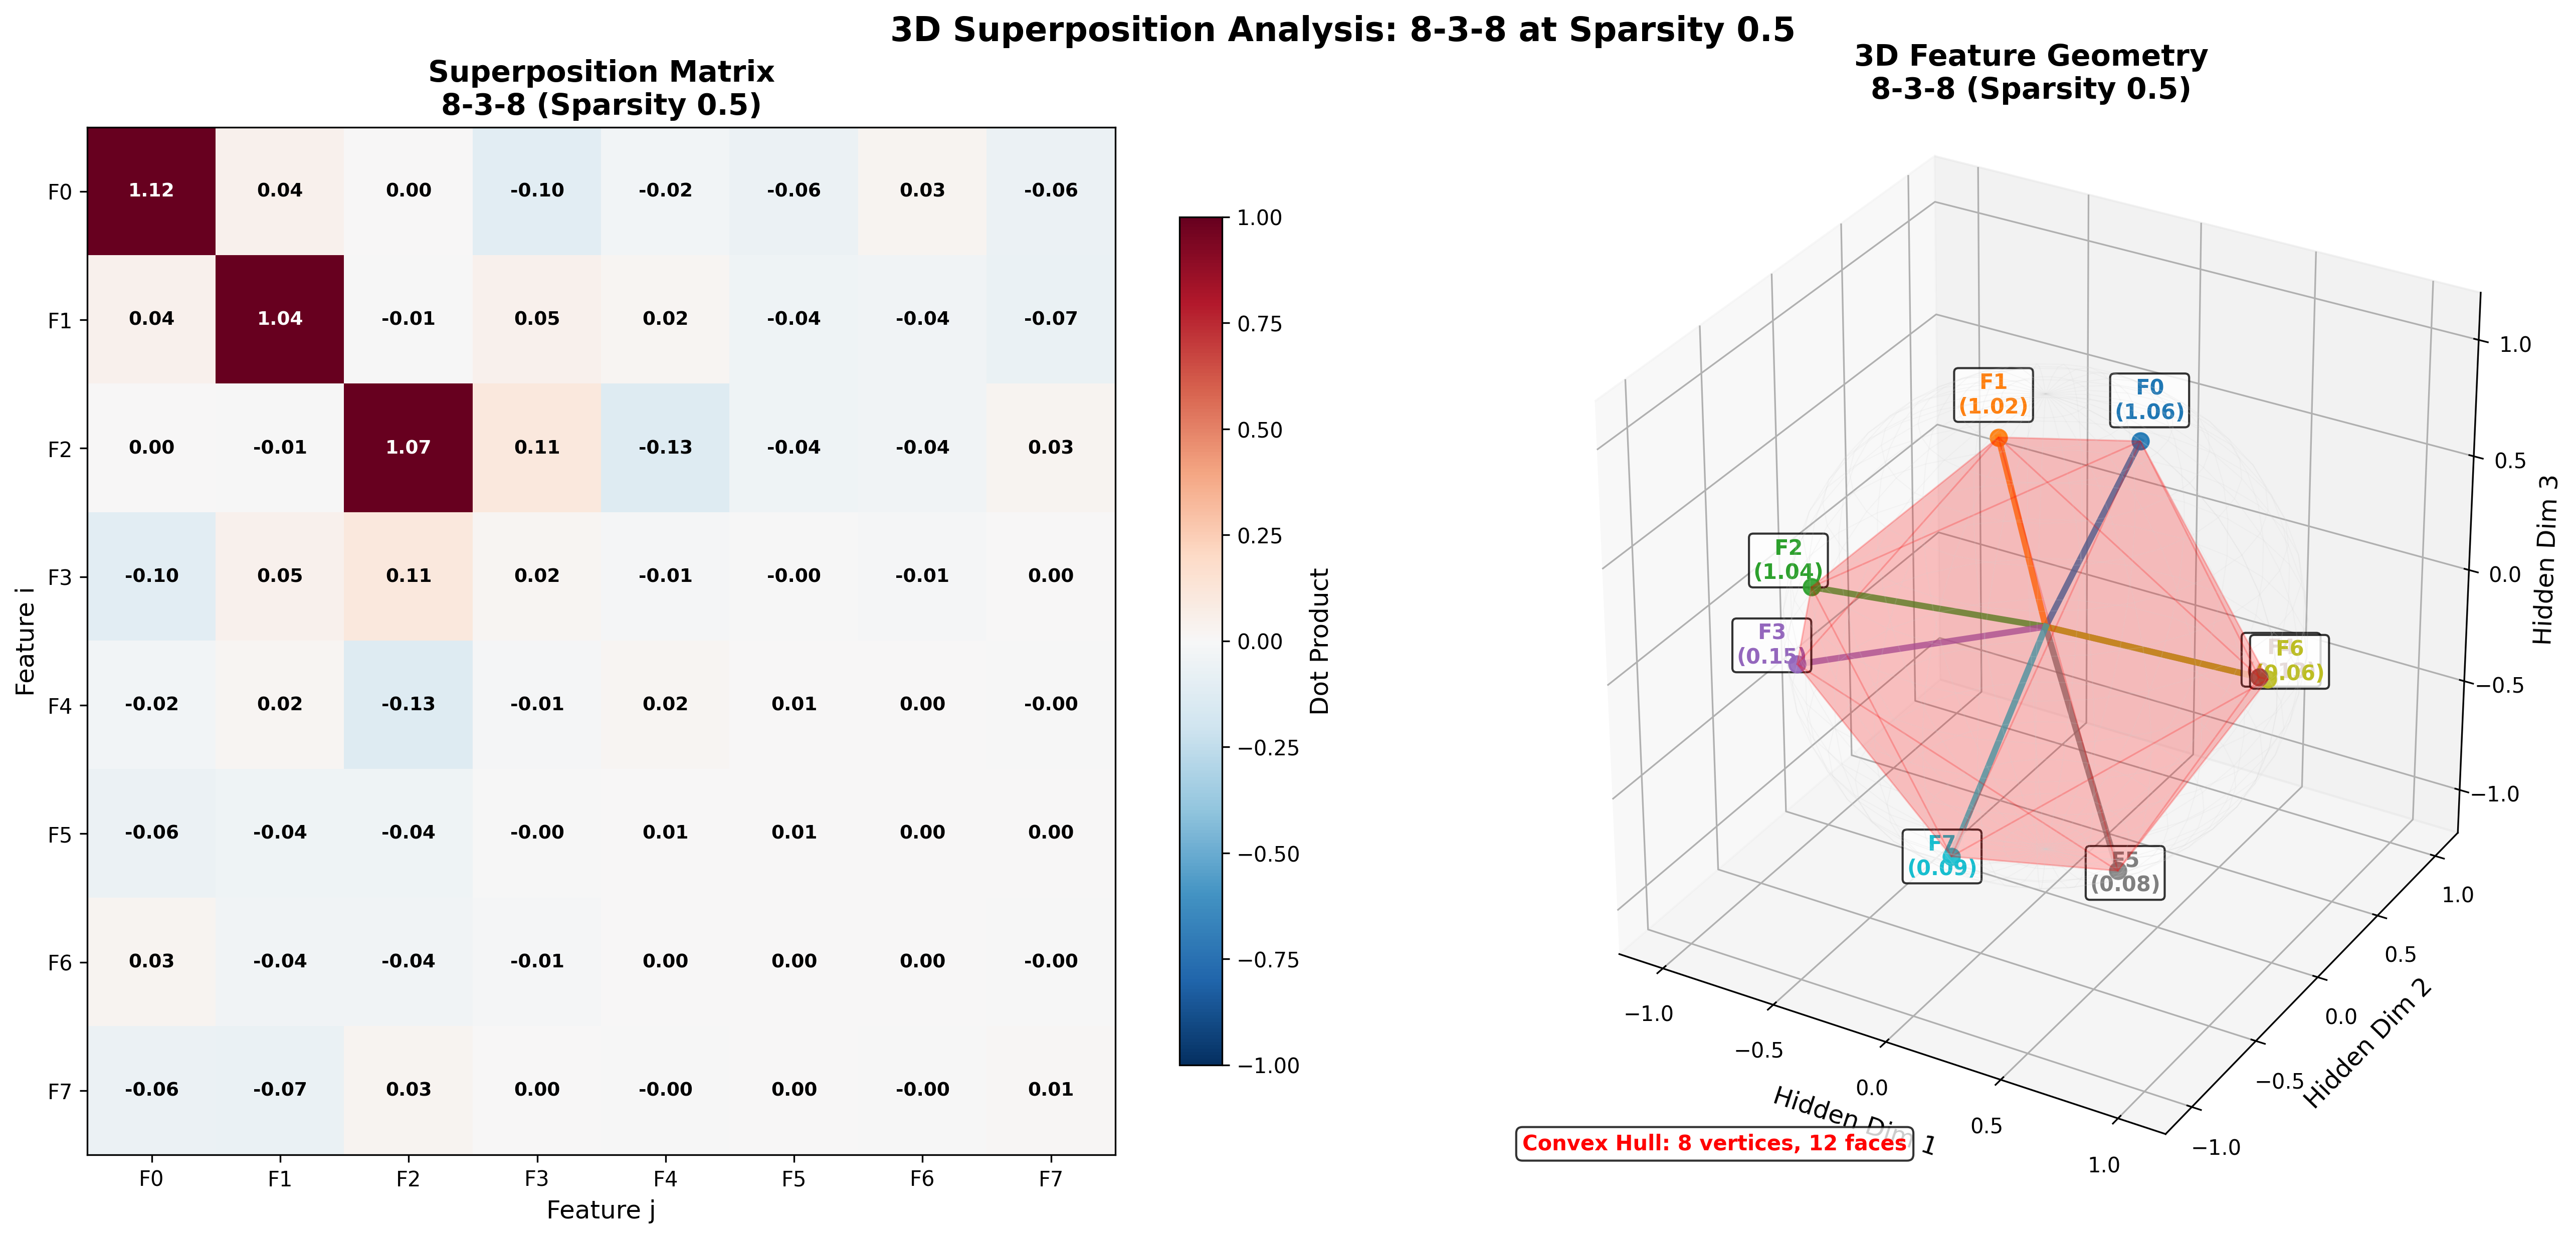 3D Superposition Analysis: 8-3-8 at Sparsity 0.5
Superposition Matrix
8-3-8 (Sparsity 0.5)
F0 1.12 0.04 0.00 -0.10 -0.02 -0.06 0.03 -0.06
F1 0.04 1.04 -0.01 0.05 0.02 -0.04 -0.04 -0.07
F2 0.00 -0.01 1.07 0.11 -0.13 -0.04 -0.04 0.03
F3 -0.10 0.05 0.11 0.02 -0.01 -0.00 -0.01 0.00
F4 -0.02 0.02 -0.13 -0.01 0.02 0.01 0.00 -0.00
F5 -0.06 -0.04 -0.04 -0.00 0.01 0.01 0.00 0.00
F6 0.03 -0.04 -0.04 -0.01 0.00 0.00 0.00 -0.00
F7 -0.06 -0.07 0.03 0.00 -0.00 0.00 -0.00 0.01
F0 F1 F2 F3 F4 F5 F6 F7
Feature j
Feature i
1.00
0.75
0.50
0.25
0.00
−0.25
−0.50
−0.75
−1.00
Dot Product
3D Feature Geometry
8-3-8 (Sparsity 0.5)
F1
(1.02)
F0
(1.06)
F2
(1.04)
F3
(0.15)
F6
(0.06)
F7
(0.09)
F5
(0.08)
1.0
0.5
0.0
−0.5
−1.0
Hidden Dim 3
1.0
0.5
0.0
−0.5
−1.0
Hidden Dim 2
−1.0
−0.5
0.0
0.5
1.0
Hidden Dim 1
Convex Hull: 8 vertices, 12 faces